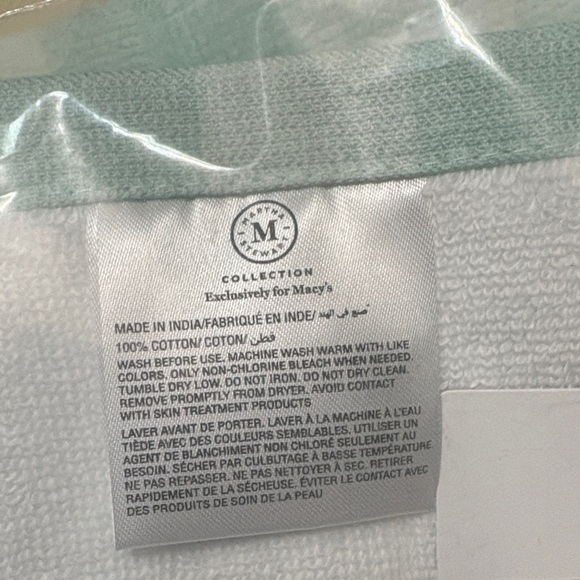 MARTHA
M
STEWART
COLLECTION
Exclusively for Macy's
MADE IN INDIA/FABRIQUÉ EN INDE/ صنع في الهند
100% COTTON/ COTON/ قطن
WASH BEFORE USE. MACHINE WASH WARM WITH LIKE
COLORS. ONLY NON-CHLORINE BLEACH WHEN NEEDED.
TUMBLE DRY LOW. DO NOT IRON. DO NOT DRY CLEAN.
REMOVE PROMPTLY FROM DRYER. AVOID CONTACT
WITH SKIN TREATMENT PRODUCTS
LAVER AVANT DE PORTER. LAVER À LA MACHINE À L'EAU
TIÈDE AVEC DES COULEURS SEMBLABLES. UTILISER UN
AGENT DE BLANCHIMENT NON CHLORÉ SEULEMENT AU
BESOIN. SÉCHER PAR CULBUTAGE À BASSE TEMPÉRATURE
NE PAS REPASSER. NE PAS NETTOYER À SEC. RETIRER
RAPIDEMENT DE LA SÉCHEUSE. ÉVITER LE CONTACT AVEC
DES PRODUITS DE SOIN DE LA PEAU